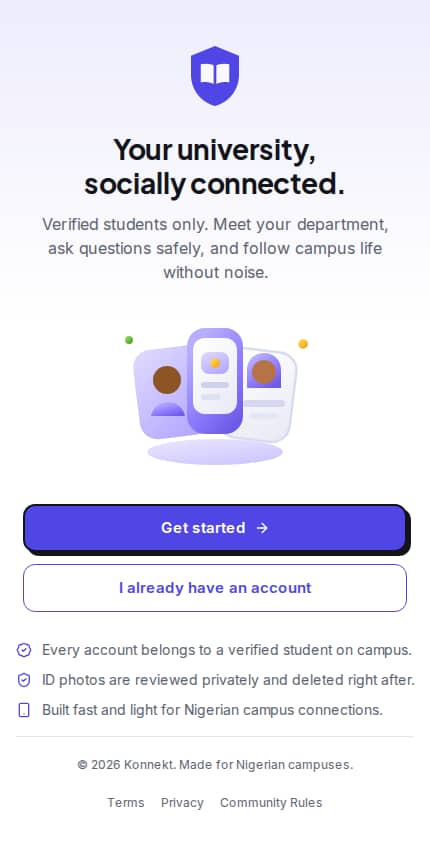 Your university,
socially connected.
Verified students only. Meet your department,
ask questions safely, and follow campus life
without noise.
Get started →
I already have an account
Every account belongs to a verified student on campus.
ID photos are reviewed privately and deleted right after.
Built fast and light for Nigerian campus connections.
© 2026 Konnekt. Made for Nigerian campuses.
Terms Privacy Community Rules